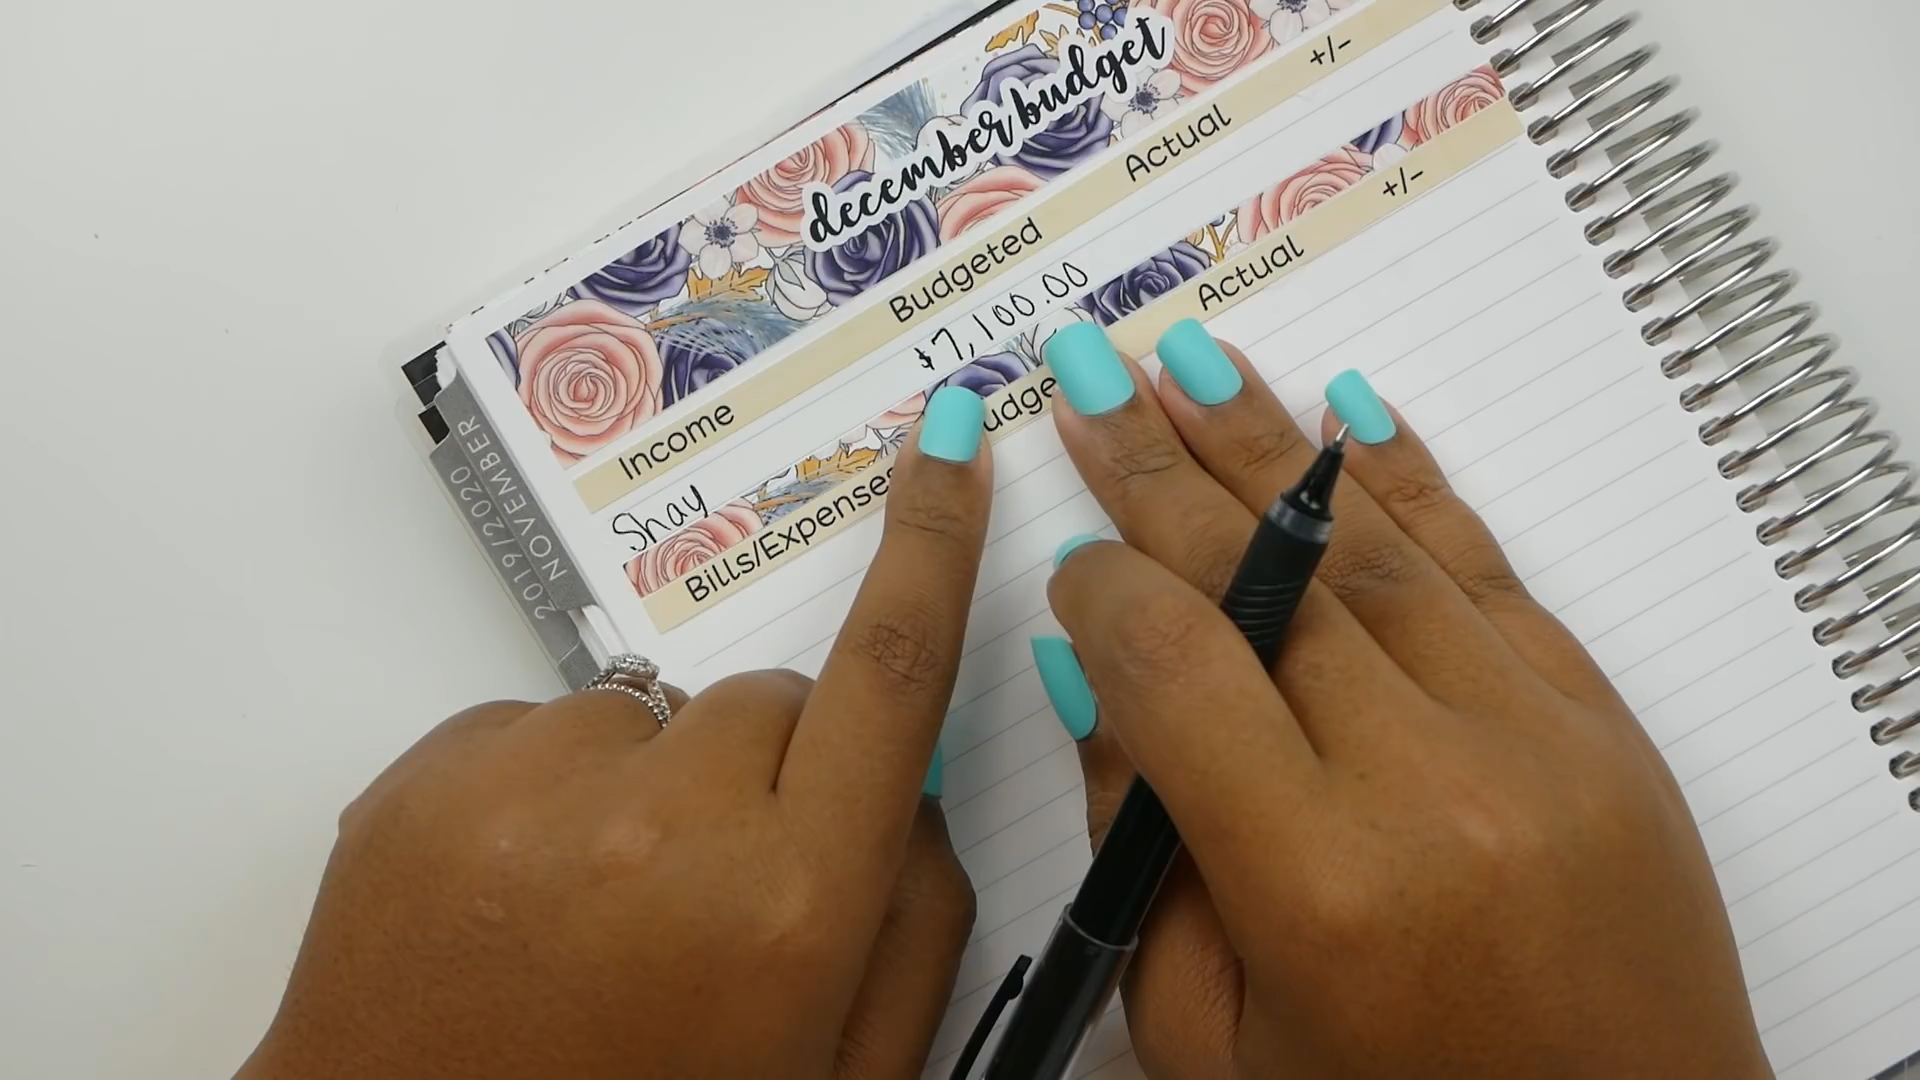 december budget
Income Budgeted Actual +/-
Shay $7,100.00
Bills/Expenses Actual +/-
2019/2020
NOVEMBER